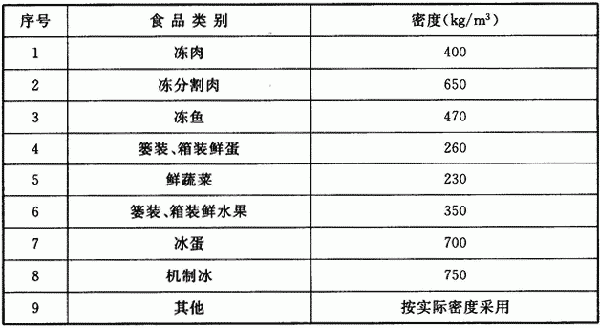 序号 食品类别 密度(kg/m³)
1 冻肉 400
2 冻分割肉 650
3 冻鱼 470
4 篓装、箱装鲜蛋 260
5 鲜蔬菜 230
6 篓装、箱装鲜水果 350
7 冰蛋 700
8 机制冰 750
9 其他 按实际密度采用